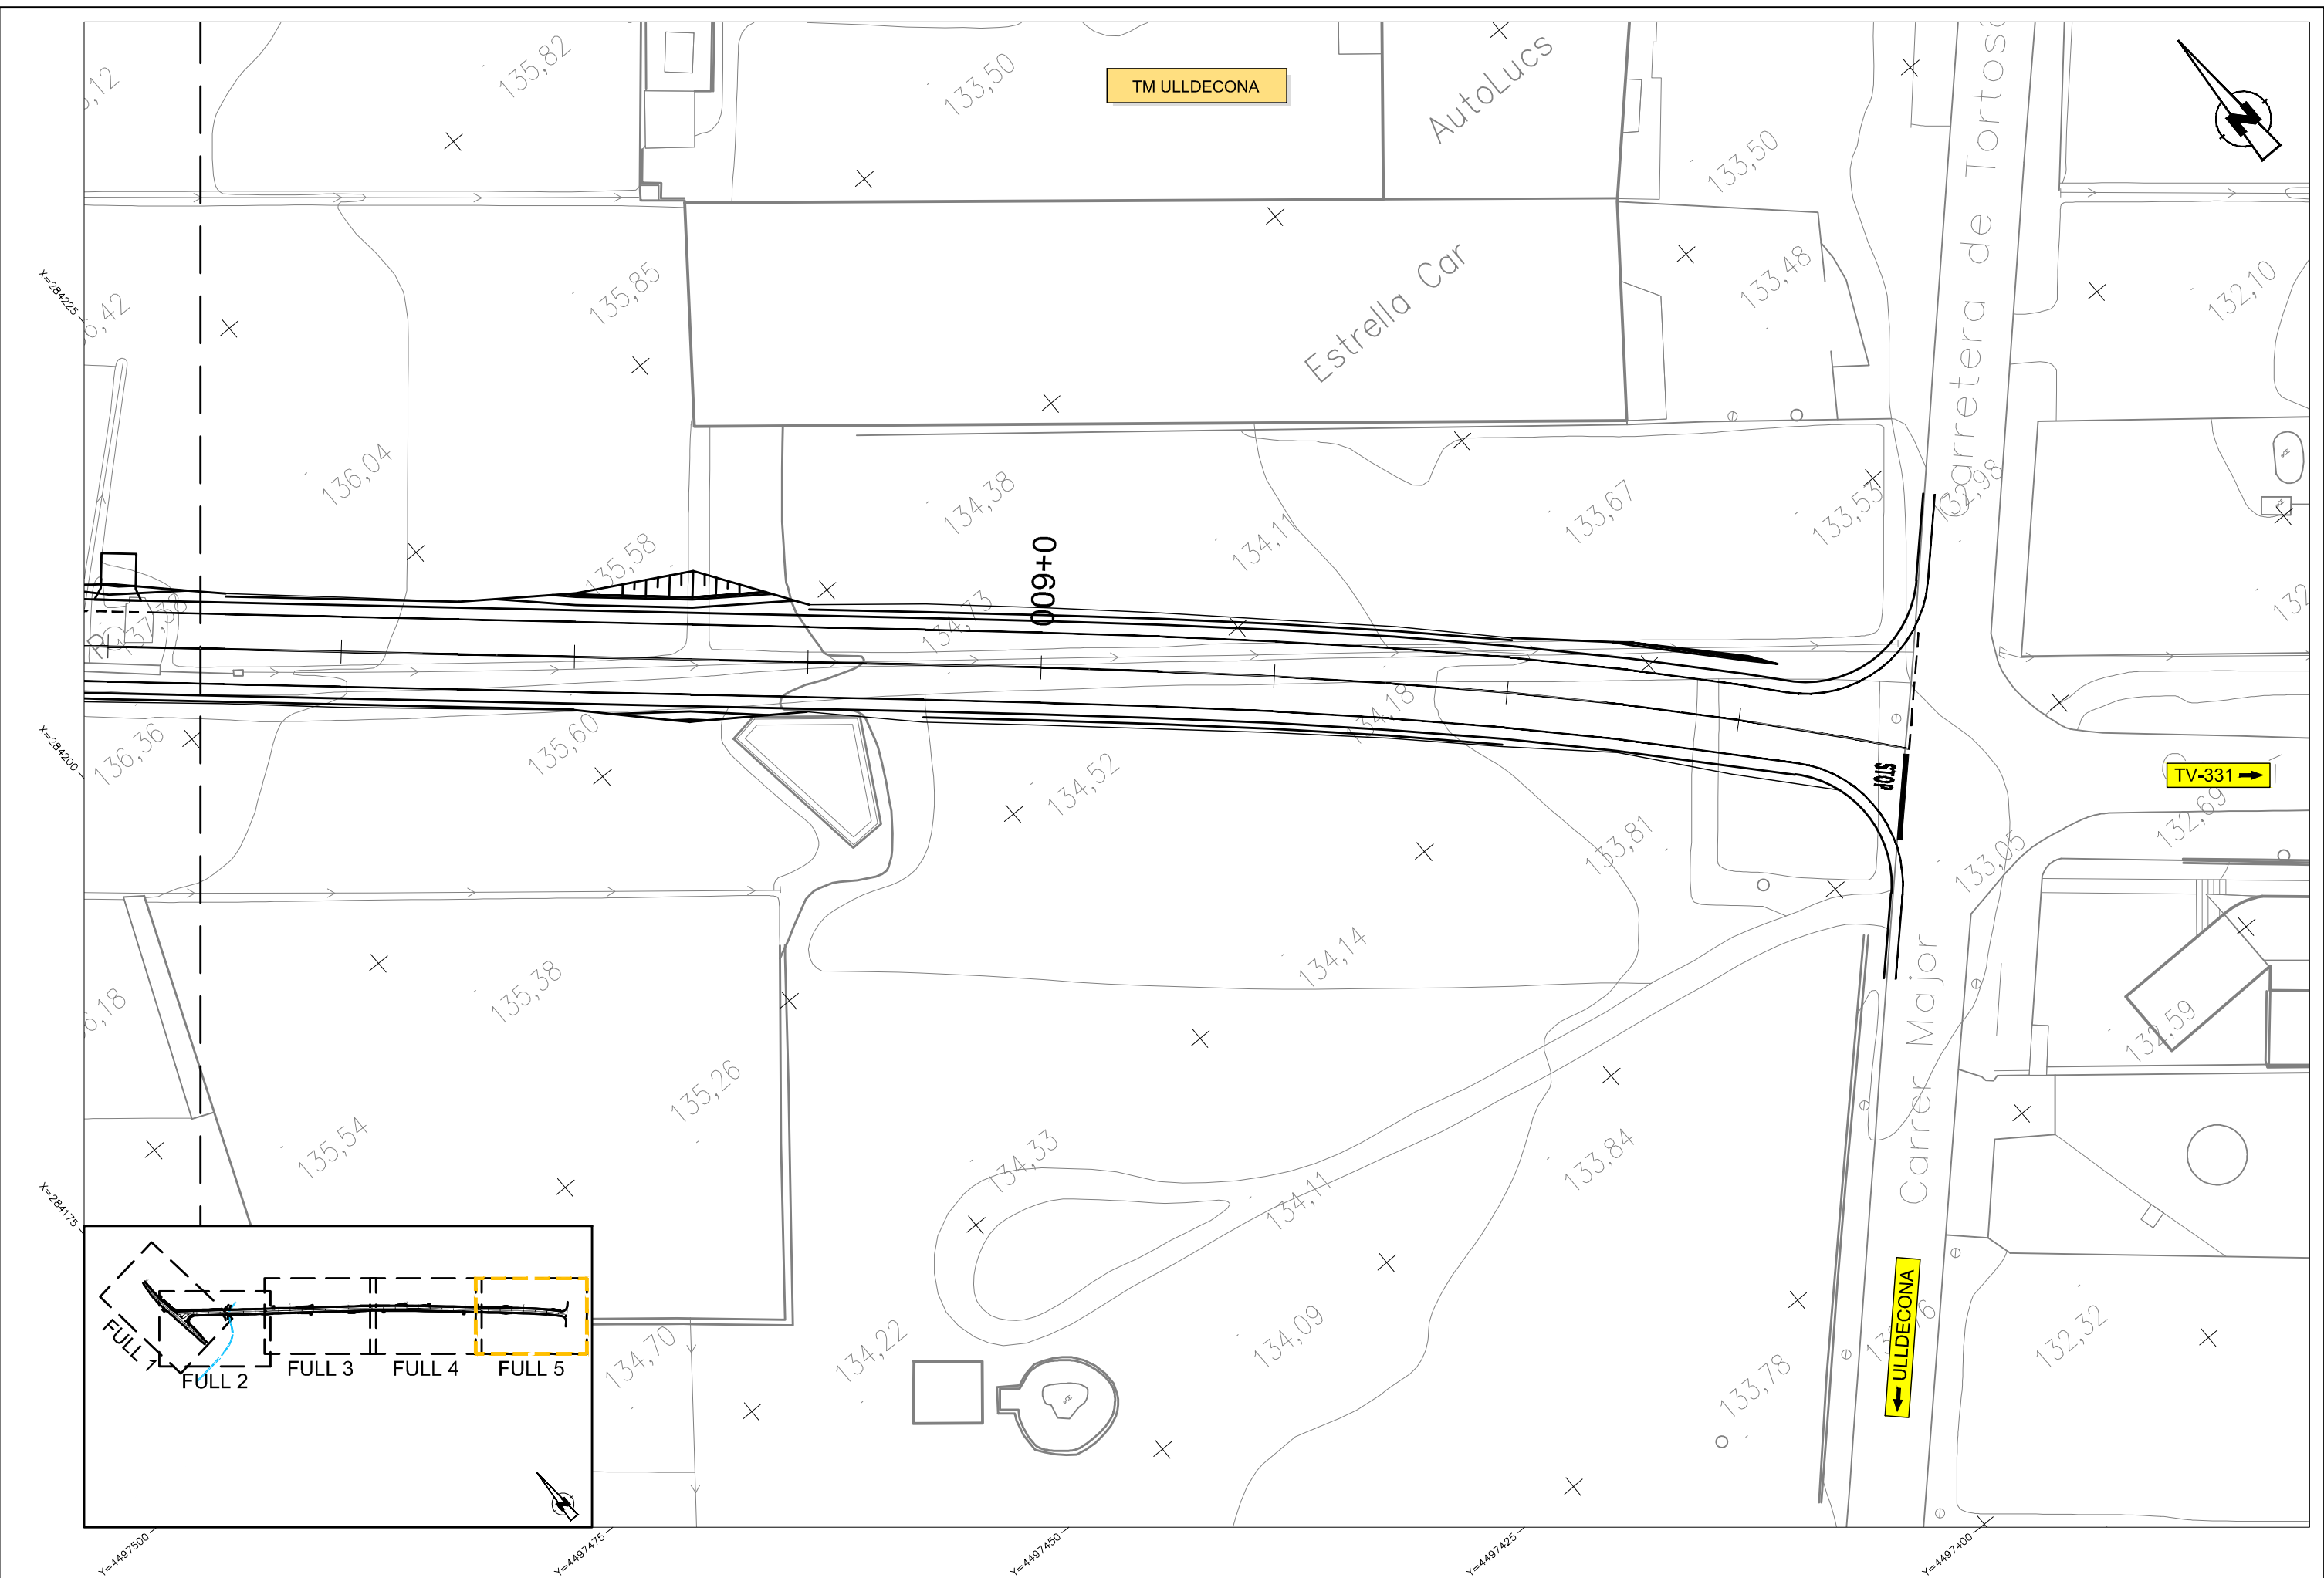 TM ULLDECONA
135,82
133,50
AutoLucs
133,50
Carretera de Tortosa
N
135,85
Estrella Car
133,48
132,10
X=284225
136,04
134,38
134,11
133,67
133,53
132,98
135,58
134,73
0+600
134,18
X=284200
136,36
135,60
134,52
133,81
STOP
TV-331
132,69
133,05
135,38
134,14
Carrer Major
132,59
135,26
135,54
134,33
134,11
133,84
X=284175
134,70
134,22
134,09
133,78
ULLDECONA
132,32
FULL 1
FULL 2
FULL 3
FULL 4
FULL 5
N
Y=4497500
Y=4497475
Y=4497450
Y=4497425
Y=4497400